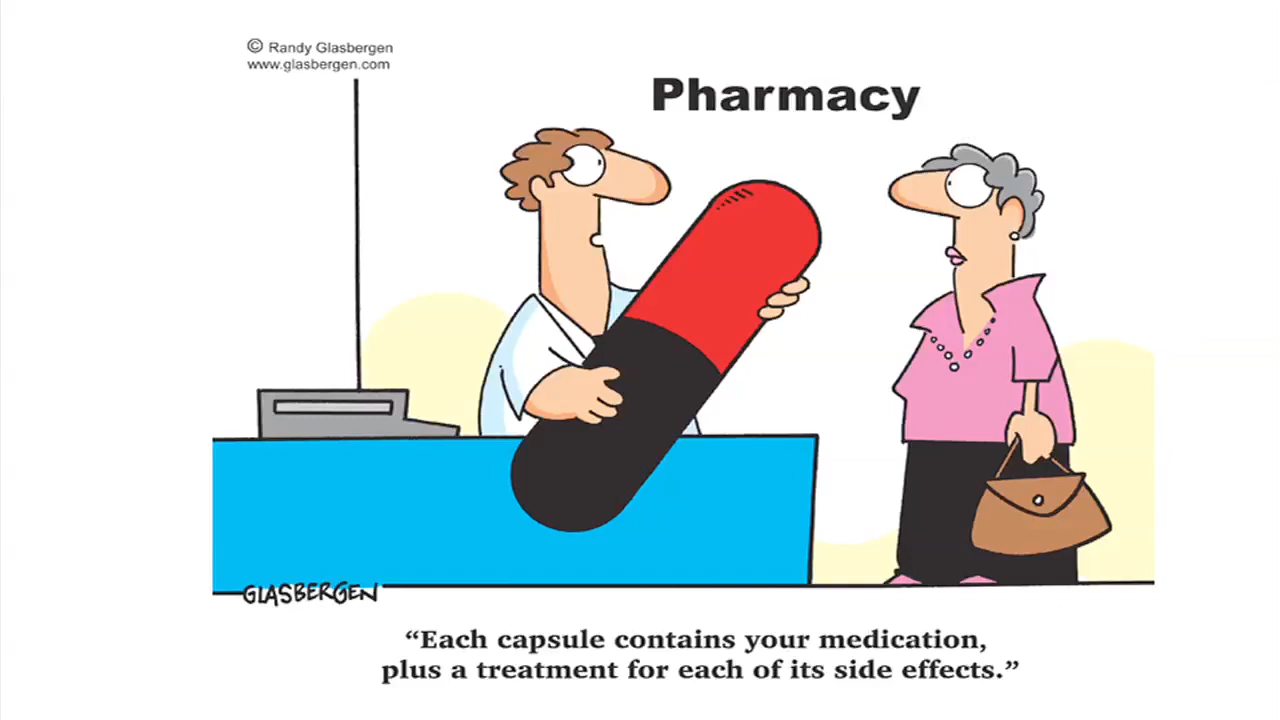 © Randy Glasbergen
www.glasbergen.com
Pharmacy
GLASBERGEN
“Each capsule contains your medication,
plus a treatment for each of its side effects.”